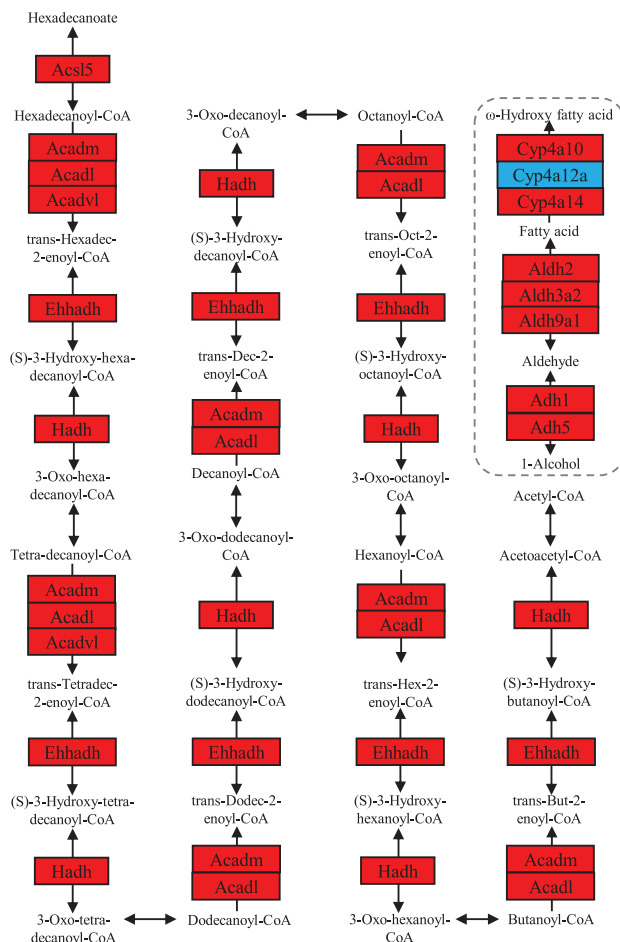 Hexadecanoate
Acsl5
Hexadecanoyl-CoA
Acadm
Acadl
Acadvl
trans-Hexadec-
2-enoyl-CoA
Ehhadh
(S)-3-Hydroxy-hexa-
decanoyl-CoA
Hadh
3-Oxo-hexa-
decanoyl-CoA
Tetra-decanoyl-CoA
Acadm
Acadl
Acadvl
trans-Tetradec-
2-enoyl-CoA
Ehhadh
(S)-3-Hydroxy-tetra-
decanoyl-CoA
Hadh
3-Oxo-tetra-
decanoyl-CoA
3-Oxo-decanoyl-
CoA
Hadh
(S)-3-Hydroxy-
decanoyl-CoA
Ehhadh
trans-Dec-2-
enoyl-CoA
Acadm
Acadl
Decanoyl-CoA
3-Oxo-dodecanoyl-
CoA
Hadh
(S)-3-Hydroxy-
dodecanoyl-CoA
Ehhadh
trans-Dodec-2-
enoyl-CoA
Acadm
Acadl
Dodecanoyl-CoA
Octanoyl-CoA
Acadm
Acadl
trans-Oct-2-
enoyl-CoA
Ehhadh
(S)-3-Hydroxy-
octanoyl-CoA
Hadh
3-Oxo-octanoyl-
CoA
Hexanoyl-CoA
Acadm
Acadl
trans-Hex-2-
enoyl-CoA
Ehhadh
(S)-3-Hydroxy-
hexanoyl-CoA
Hadh
3-Oxo-hexanoyl-
CoA
ω-Hydroxy fatty acid
Cyp4a10
Cyp4a12a
Cyp4a14
Fatty acid
Aldh2
Aldh3a2
Aldh9a1
Aldehyde
Adh1
Adh5
1-Alcohol
Acetyl-CoA
Acetoacetyl-CoA
Hadh
(S)-3-Hydroxy-
butanoyl-CoA
Ehhadh
trans-But-2-
enoyl-CoA
Acadm
Acadl
Butanoyl-CoA